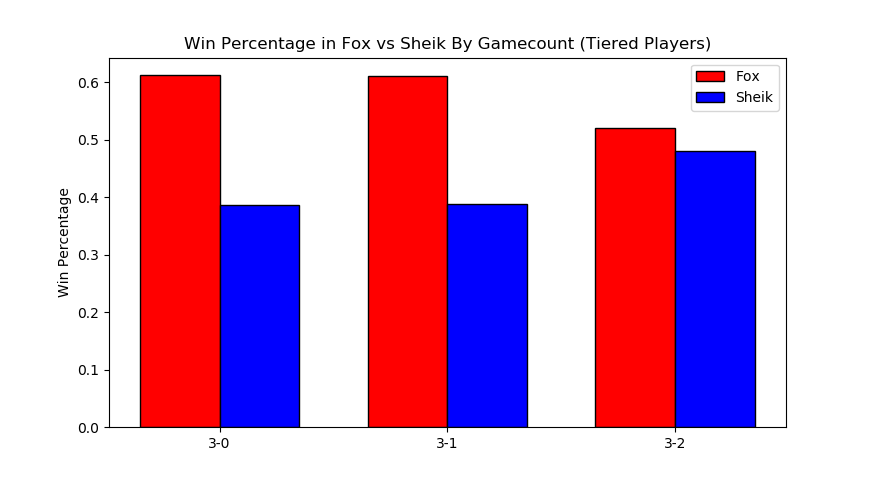 Win Percentage in Fox vs Sheik By Gamecount (Tiered Players)
Fox
Sheik
Win Percentage
0.6
0.5
0.4
0.3
0.2
0.1
0.0
3-0
3-1
3-2